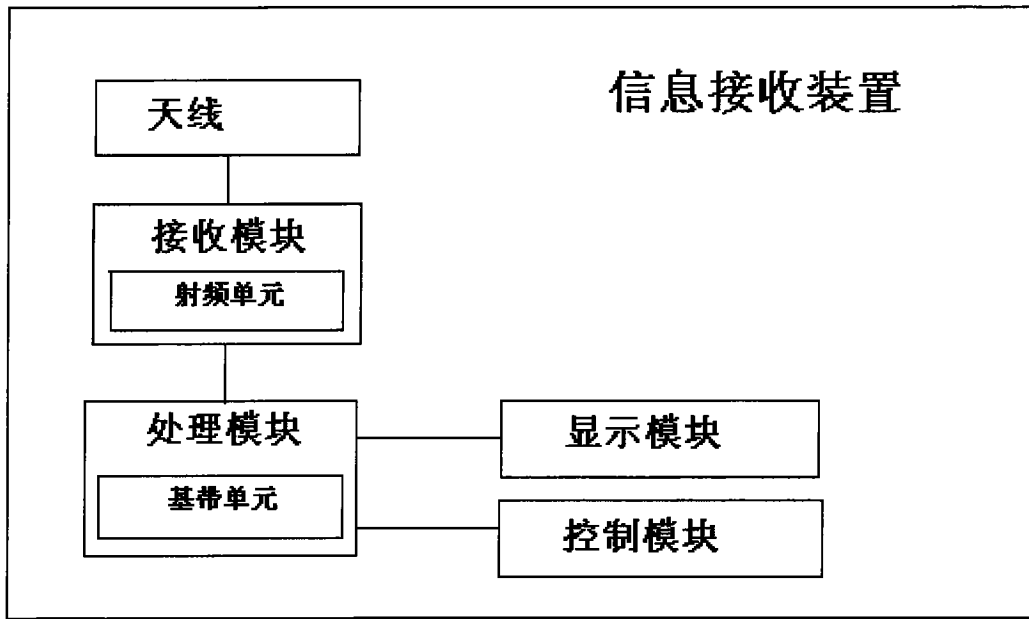 信息接收装置
天线
接收模块
射频单元
处理模块
基带单元
显示模块
控制模块